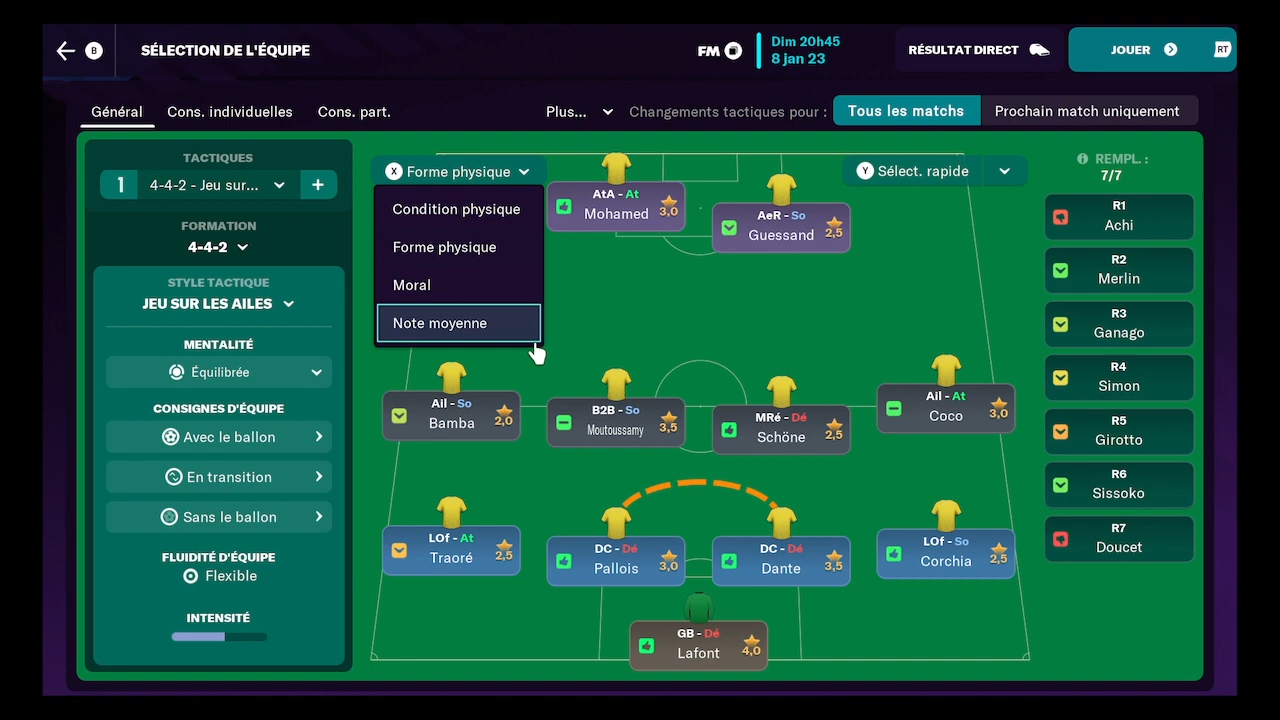 B
SÉLECTION DE L'ÉQUIPE
FM
Dim 20h45
8 jan 23
RÉSULTAT DIRECT
JOUER
RT
Général
Cons. individuelles
Cons. part.
Plus...
Changements tactiques pour :
Tous les matchs
Prochain match uniquement
TACTIQUES
1
4-4-2 - Jeu sur...
+
FORMATION
4-4-2
STYLE TACTIQUE
JEU SUR LES AILES
MENTALITÉ
Équilibrée
CONSIGNES D'ÉQUIPE
Avec le ballon
En transition
Sans le ballon
FLUIDITÉ D'ÉQUIPE
Flexible
INTENSITÉ
X Forme physique
Condition physique
Forme physique
Moral
Note moyenne
Y Sélect. rapide
AtA - At
Mohamed
3,0
AeR - So
Guessand
2,5
Ail - So
Bamba
2,0
B2B - So
Moutoussamy
3,5
MRé - Dé
Schöne
2,5
Ail - At
Coco
3,0
LOf - At
Traoré
2,5
DC - Dé
Pallois
3,0
DC - Dé
Dante
3,5
LOf - So
Corchia
2,5
GB - Dé
Lafont
4,0
REMPL. :
7/7
R1
Achi
R2
Merlin
R3
Ganago
R4
Simon
R5
Girotto
R6
Sissoko
R7
Doucet